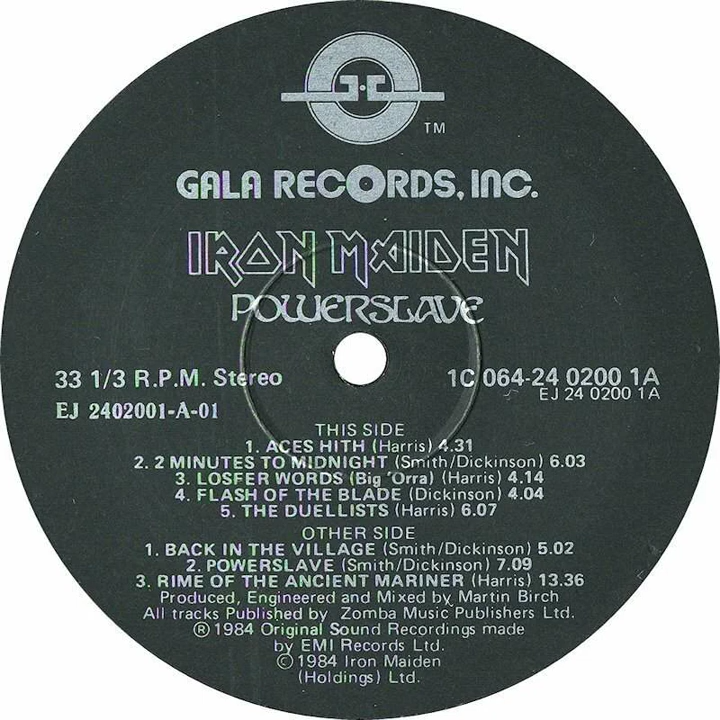 TM
GALA RECORDS, INC.
IRON MAIDEN
POWERSLAVE
33 1/3 R.P.M. Stereo
1C 064-24 0200 1A
EJ 24 0200 1A
EJ 2402001-A-01
THIS SIDE
1. ACES HITH (Harris) 4.31
2. 2 MINUTES TO MIDNIGHT (Smith/Dickinson) 6.03
3. LOSFER WORDS (Big 'Orra) (Harris) 4.14
4. FLASH OF THE BLADE (Dickinson) 4.04
5. THE DUELLISTS (Harris) 6.07
OTHER SIDE
1. BACK IN THE VILLAGE (Smith/Dickinson) 5.02
2. POWERSLAVE (Smith/Dickinson) 7.09
3. RIME OF THE ANCIENT MARINER (Harris) 13.36
Produced, Engineered and Mixed by Martin Birch
All tracks Published by Zomba Music Publishers Ltd.
Ⓟ 1984 Original Sound Recordings made
by EMI Records Ltd.
© 1984 Iron Maiden
(Holdings) Ltd.